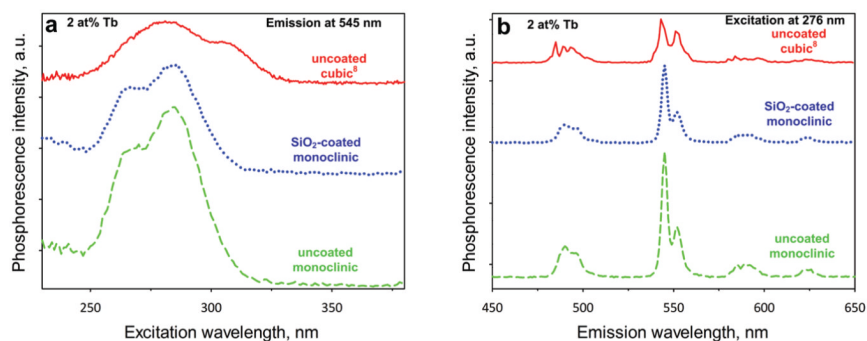 a
2 at% Tb
Emission at 545 nm
uncoated
cubic⁸
SiO₂-coated
monoclinic
uncoated
monoclinic
Phosphorescence intensity, a.u.
250
300
350
Excitation wavelength, nm
b
2 at% Tb
Excitation at 276 nm
uncoated
cubic⁸
SiO₂-coated
monoclinic
uncoated
monoclinic
Phosphorescence intensity, a.u.
450
500
550
600
650
Emission wavelength, nm